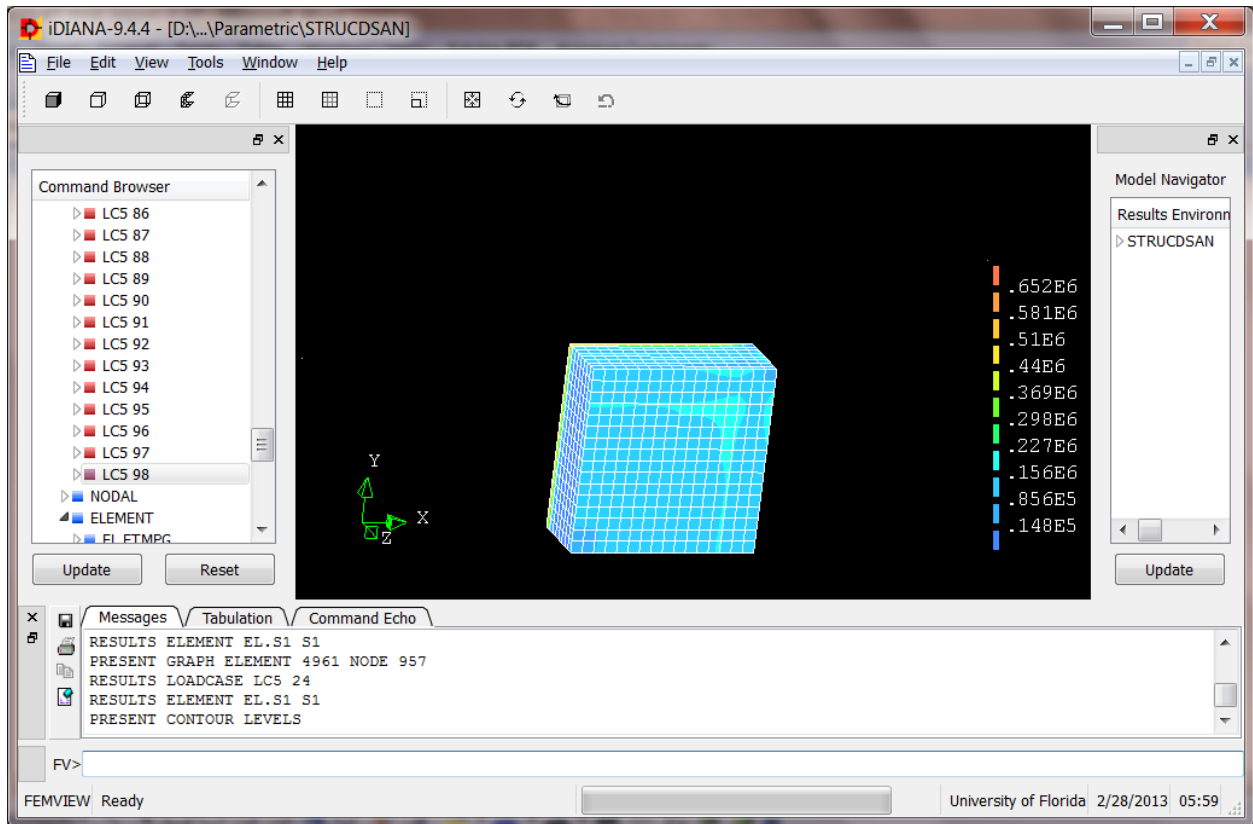 iDIANA-9.4.4 - [D:\...\Parametric\STRUCDSAN]
File Edit View Tools Window Help
Command Browser
LC5 86
LC5 87
LC5 88
LC5 89
LC5 90
LC5 91
LC5 92
LC5 93
LC5 94
LC5 95
LC5 96
LC5 97
LC5 98
NODAL
ELEMENT
EL.ETMPG
Update Reset
Y
X
Z
.652E6
.581E6
.51E6
.44E6
.369E6
.298E6
.227E6
.156E6
.856E5
.148E5
Model Navigator
Results Environn
STRUCDSAN
Update
Messages Tabulation Command Echo
RESULTS ELEMENT EL.S1 S1
PRESENT GRAPH ELEMENT 4961 NODE 957
RESULTS LOADCASE LC5 24
RESULTS ELEMENT EL.S1 S1
PRESENT CONTOUR LEVELS
FV>
FEMVIEW Ready University of Florida 2/28/2013 05:59